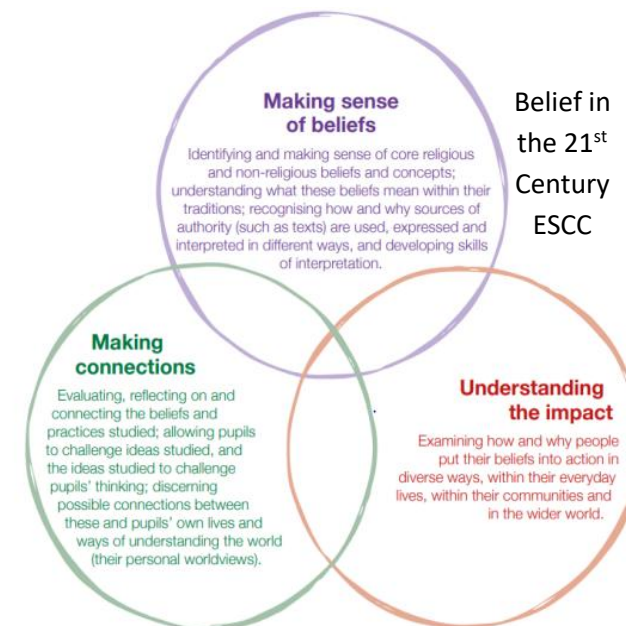 Making sense
of beliefs
Identifying and making sense of core religious
and non-religious beliefs and concepts;
understanding what these beliefs mean within their
traditions; recognising how and why sources of
authority (such as texts) are used, expressed and
interpreted in different ways, and developing skills
of interpretation.
Belief in
the 21st
Century
ESCC
Making
connections
Evaluating, reflecting on and
connecting the beliefs and
practices studied; allowing pupils
to challenge ideas studied, and
the ideas studied to challenge
pupils' thinking; discerning
possible connections between
these and pupils' own lives and
ways of understanding the world
(their personal worldviews).
Understanding
the impact
Examining how and why people
put their beliefs into action in
diverse ways, within their everyday
lives, within their communities and
in the wider world.